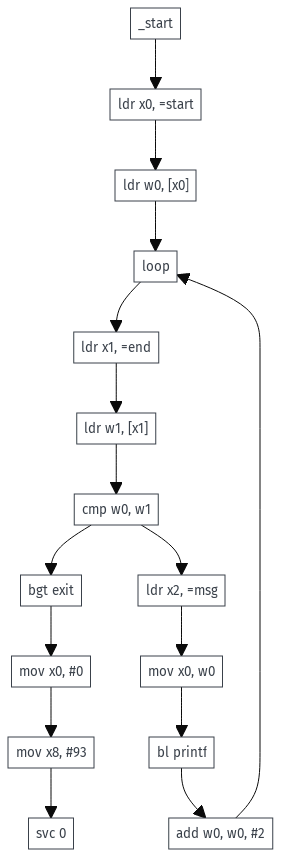 _start
ldr x0, =start
ldr w0, [x0]
loop
ldr x1, =end
ldr w1, [x1]
cmp w0, w1
bgt exit
ldr x2, =msg
mov x0, #0
mov x0, w0
mov x8, #93
bl printf
svc 0
add w0, w0, #2